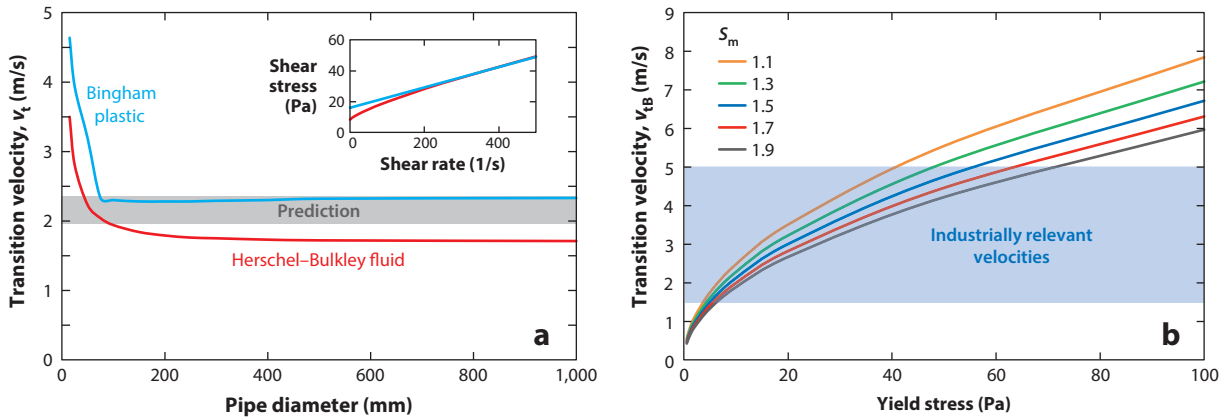 5
4
3
2
1
0
Transition velocity, vt (m/s)
0
200
400
600
800
1,000
Pipe diameter (mm)
Bingham
plastic
Prediction
Herschel–Bulkley fluid
Shear
stress
(Pa)
60
40
20
0
0
200
400
Shear rate (1/s)
a
9
8
7
6
5
4
3
2
1
0
Transition velocity, vtB (m/s)
Sm
1.1
1.3
1.5
1.7
1.9
Industrially relevant
velocities
0
20
40
60
80
100
Yield stress (Pa)
b